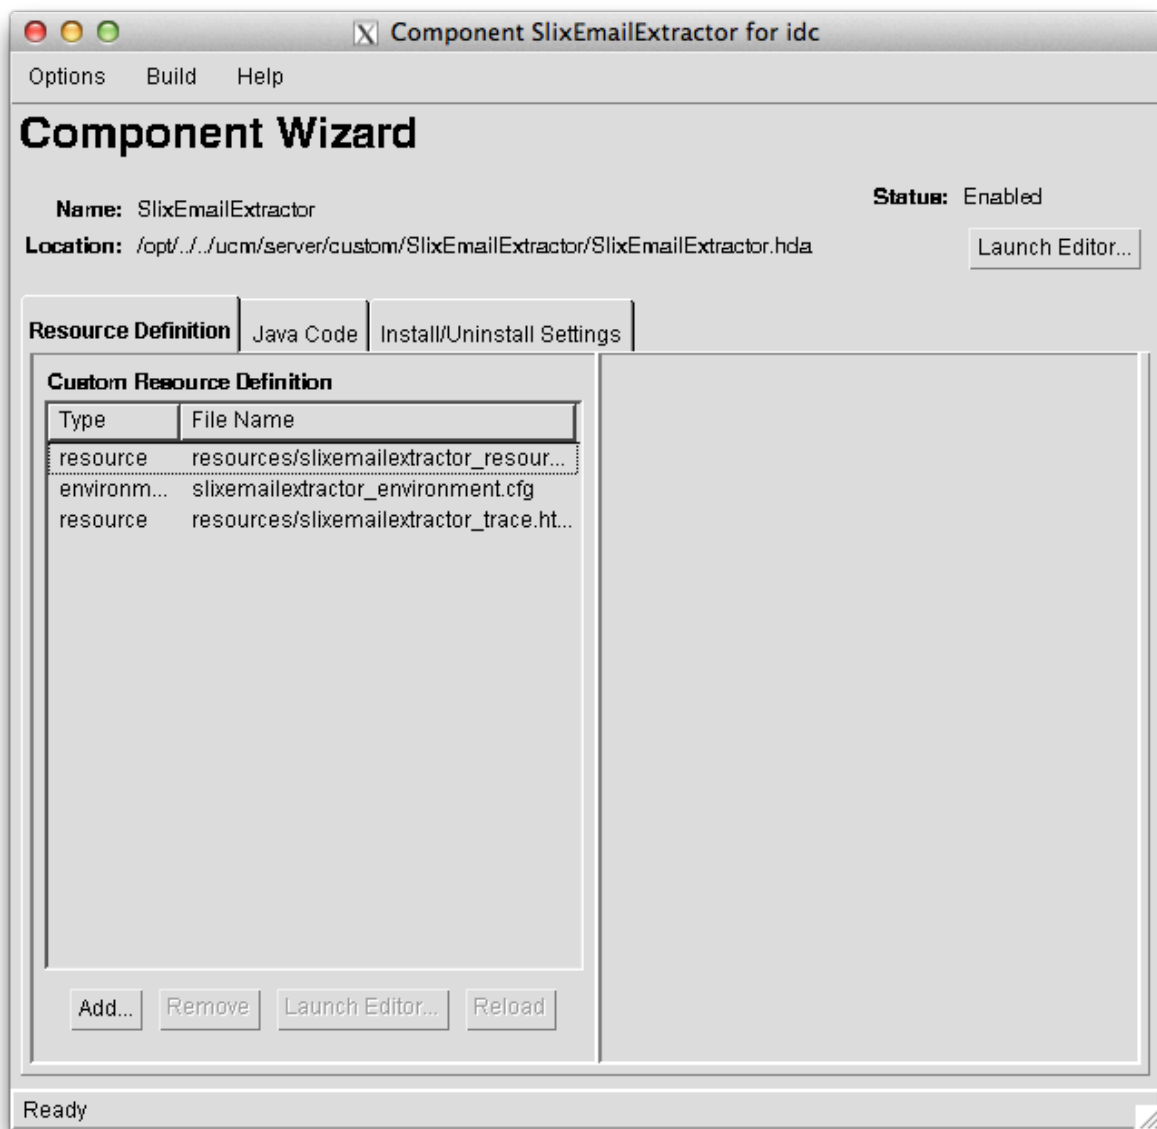 X Component SlixEmailExtractor for idc
Options Build Help
Component Wizard
Name: SlixEmailExtractor
Status: Enabled
Location: /opt/../../ucm/server/custom/SlixEmailExtractor/SlixEmailExtractor.hda
Launch Editor...
Resource Definition Java Code Install/Uninstall Settings
Custom Resource Definition
Type File Name
resource resources/slixemailextractor_resour...
environm... slixemailextractor_environment.cfg
resource resources/slixemailextractor_trace.ht...
Add... Remove Launch Editor... Reload
Ready